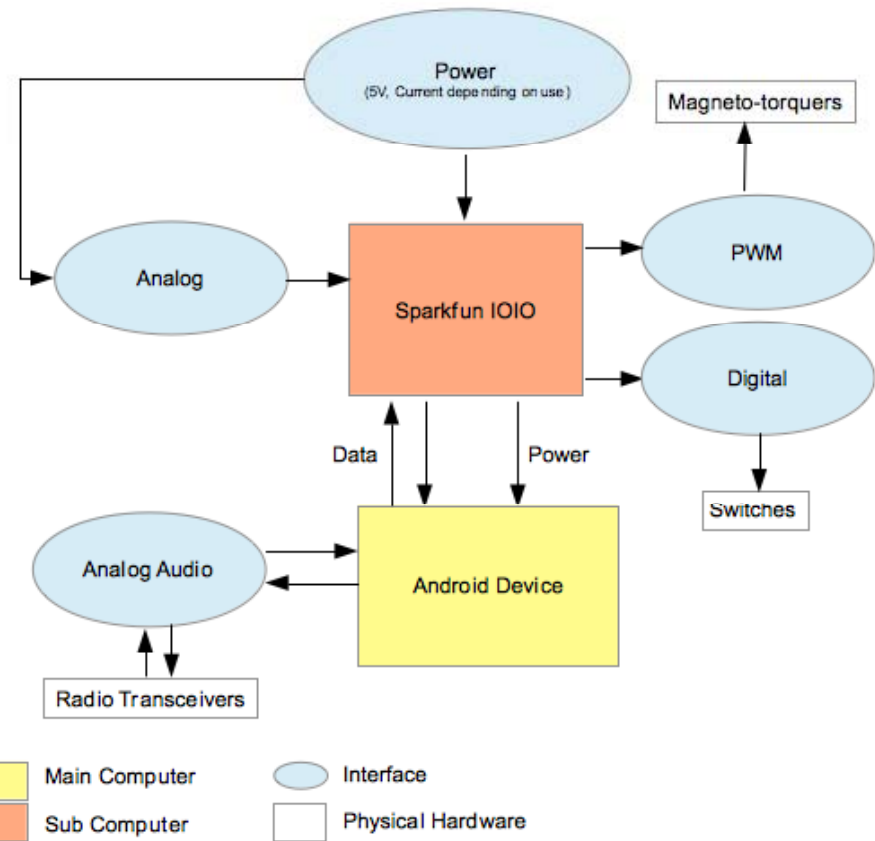 Power
(5V, Current depending on use)
Magneto-torquers
Analog
PWM
Sparkfun IOIO
Digital
Data
Power
Switches
Analog Audio
Android Device
Radio Transceivers
Main Computer
Interface
Sub Computer
Physical Hardware